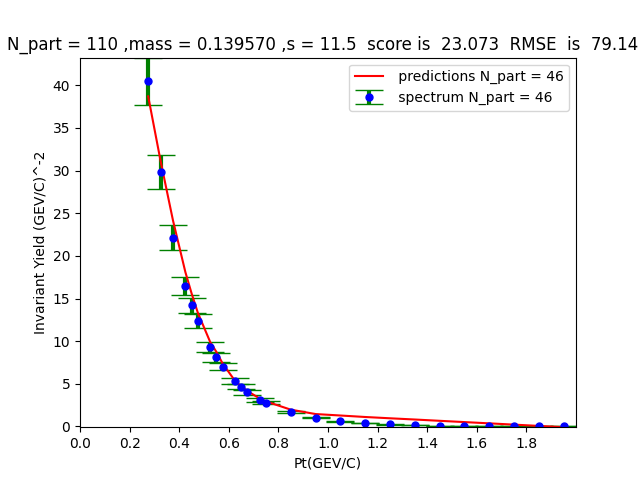 N_part = 110 ,mass = 0.139570 ,s = 11.5  score is  23.073  RMSE  is  79.14
predictions N_part = 46
spectrum N_part = 46
Invariant Yield (GEV/C)^-2
40
35
30
25
20
15
10
5
0
0.0 0.2 0.4 0.6 0.8 1.0 1.2 1.4 1.6 1.8
Pt(GEV/C)